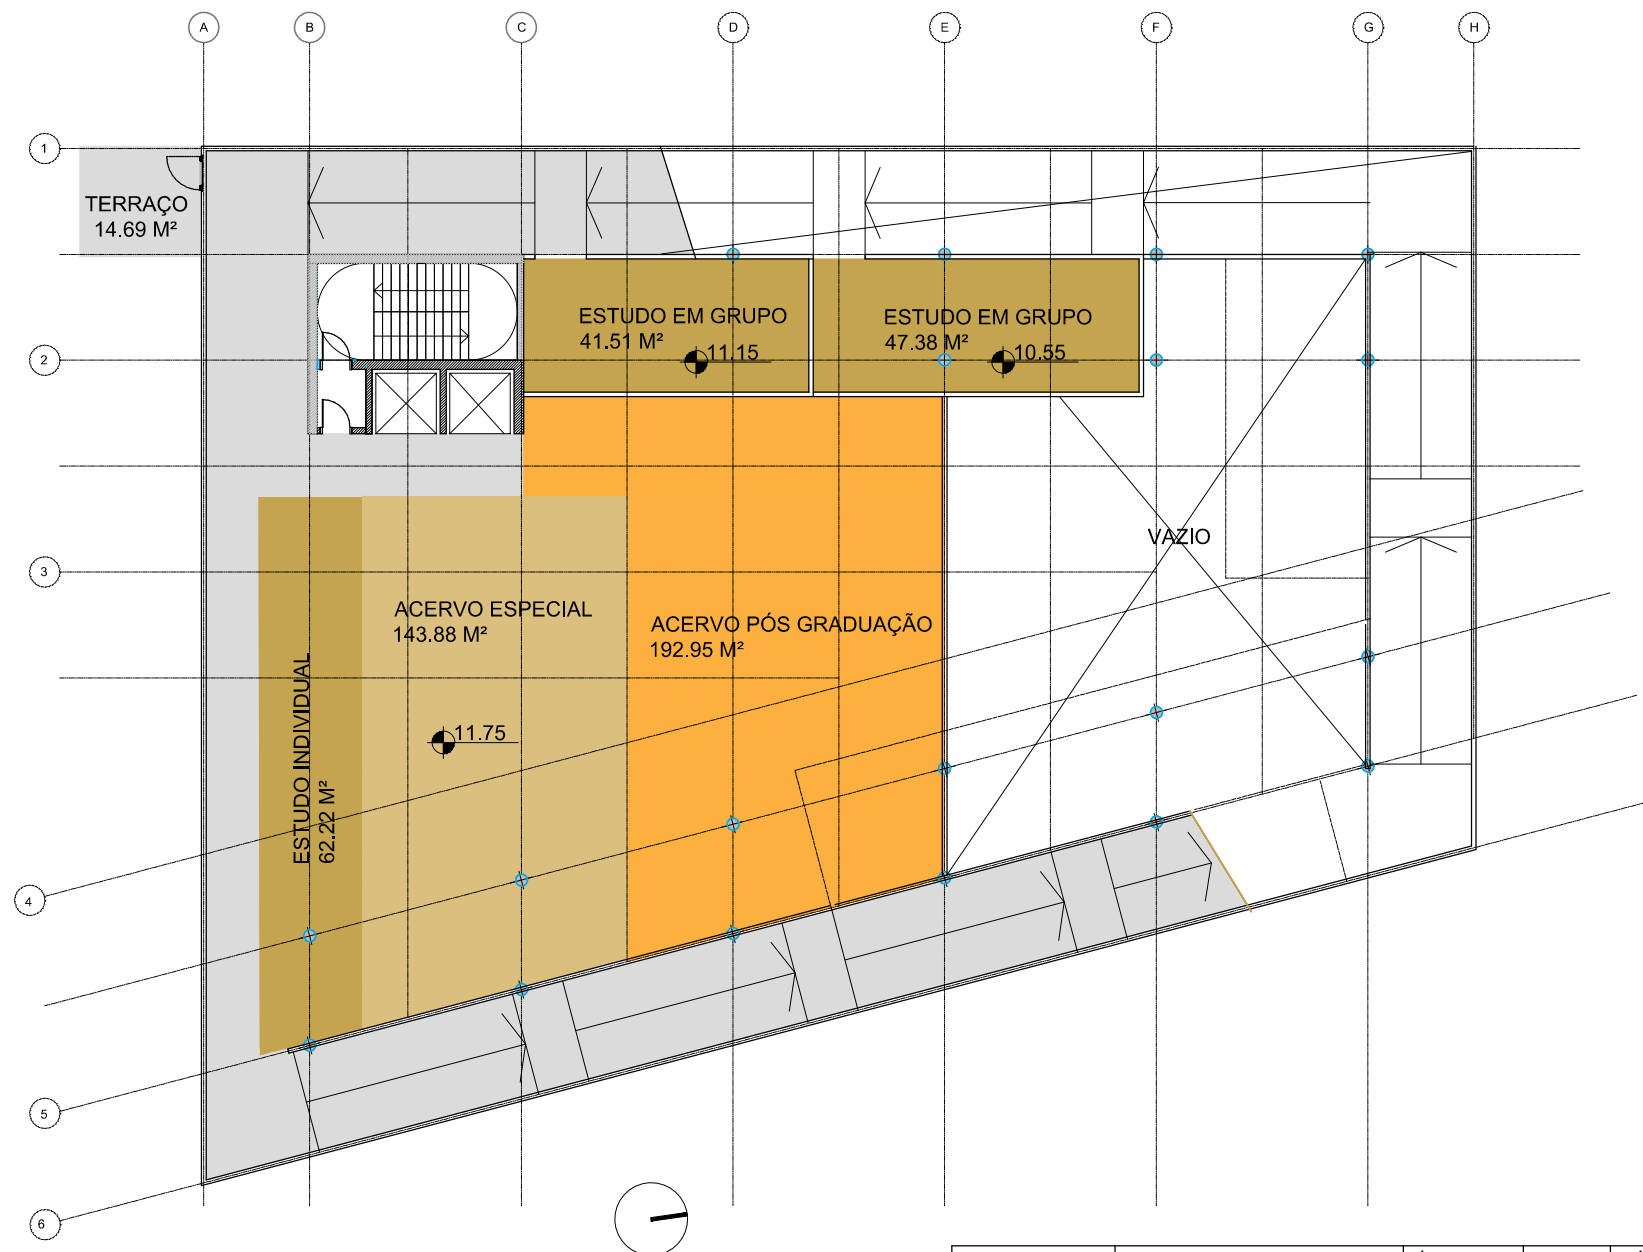 A B C D E F G H
1
TERRAÇO
14.69 M²
ESTUDO EM GRUPO
41.51 M²
11.15
ESTUDO EM GRUPO
47.38 M²
10.55
2
VAZIO
3
ACERVO ESPECIAL
143.88 M²
ACERVO PÓS GRADUAÇÃO
192.95 M²
ESTUDO INDIVIDUAL
62.22 M²
11.75
4
5
6